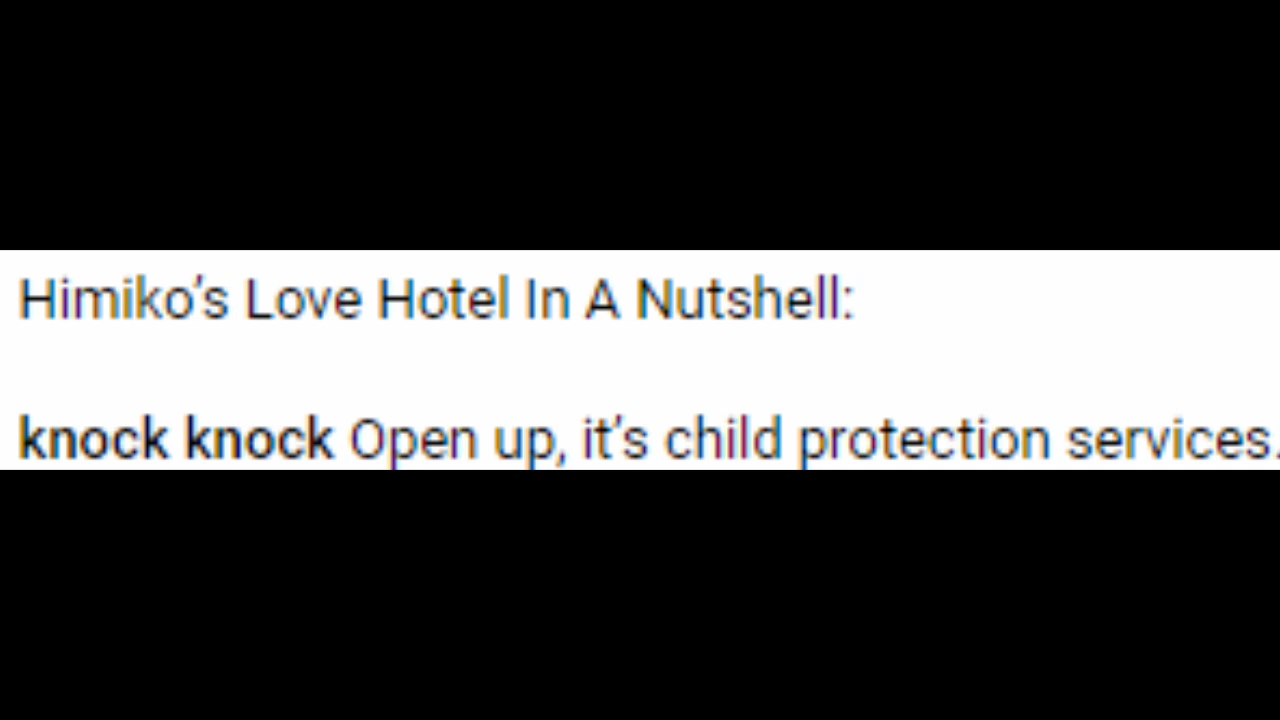 Himiko’s Love Hotel In A Nutshell:
knock knock Open up, it’s child protection services.